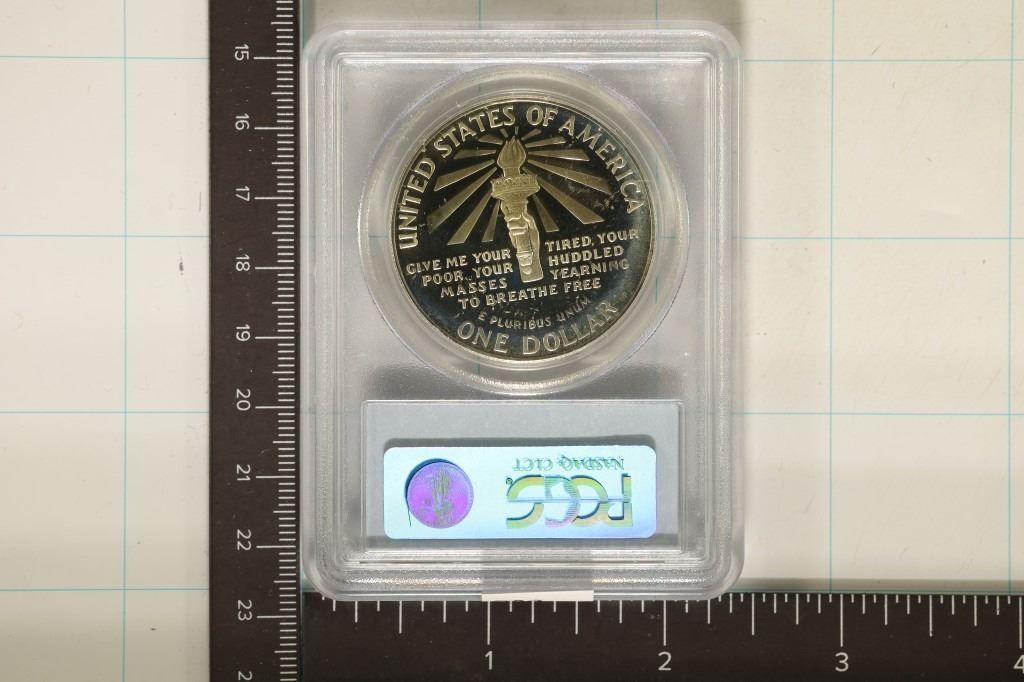 UNITED STATES OF AMERICA
GIVE ME YOUR TIRED, YOUR
POOR, YOUR HUDDLED
MASSES YEARNING
TO BREATHE FREE
E PLURIBUS UNUM
ONE DOLLAR
NASDAQ: CLCT
PCGS®
15
16
17
18
19
20
21
22
23
1 2 3 4